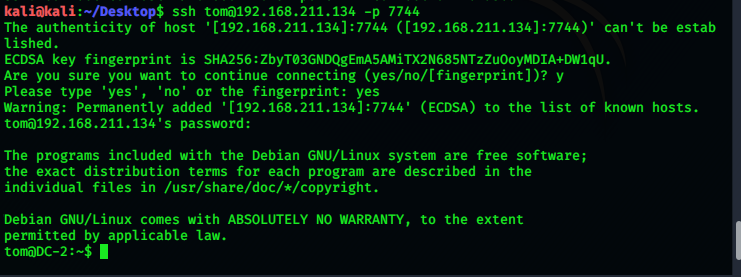 kali@kali:~/Desktop$ ssh tom@192.168.211.134 -p 7744
The authenticity of host '[192.168.211.134]:7744 ([192.168.211.134]:7744)' can't be estab
lished.
ECDSA key fingerprint is SHA256:ZbyT03GNDQgEmA5AMiTX2N685NTzZuOoyMDIA+DW1qU.
Are you sure you want to continue connecting (yes/no/[fingerprint])? y
Please type 'yes', 'no' or the fingerprint: yes
Warning: Permanently added '[192.168.211.134]:7744' (ECDSA) to the list of known hosts.
tom@192.168.211.134's password:
The programs included with the Debian GNU/Linux system are free software;
the exact distribution terms for each program are described in the
individual files in /usr/share/doc/*/copyright.
Debian GNU/Linux comes with ABSOLUTELY NO WARRANTY, to the extent
permitted by applicable law.
tom@DC-2:~$